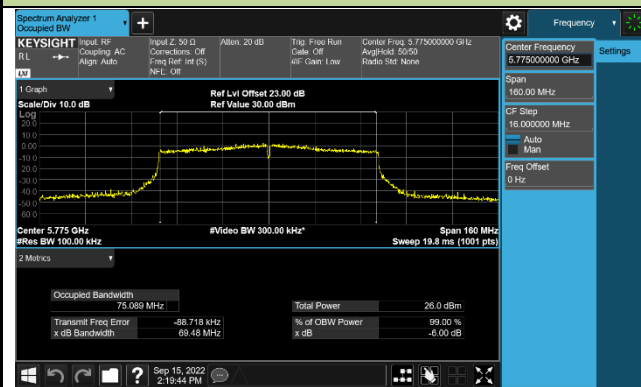 Spectrum Analyzer 1
Occupied BW
+
Frequency
KEYSIGHT
RL
LXI
Input: RF
Coupling: AC
Align: Auto
Input Z: 50 Ω
Corrections: Off
Freq Ref: Int (S)
NFE: Off
Atten: 20 dB
Trig: Free Run
Gate: Off
#IF Gain: Low
Center Freq: 5.775000000 GHz
Avg|Hold: 50/50
Radio Std: None
Center Frequency
5.775000000 GHz
Settings
Span
160.00 MHz
CF Step
16.000000 MHz
Auto
Man
Freq Offset
0 Hz
1 Graph
Scale/Div 10.0 dB
Ref Lvl Offset 23.00 dB
Ref Value 30.00 dBm
Log
20.0
10.0
0.00
-10.0
-20.0
-30.0
-40.0
-50.0
-60.0
Center 5.775 GHz
#Res BW 100.00 kHz
#Video BW 300.00 kHz*
Span 160 MHz
Sweep 19.8 ms (1001 pts)
2 Metrics
Occupied Bandwidth
75.089 MHz
Total Power 26.0 dBm
Transmit Freq Error -88.718 kHz
% of OBW Power 99.00 %
x dB Bandwidth 69.48 MHz
x dB -6.00 dB
?
Sep 15, 2022
2:19:44 PM